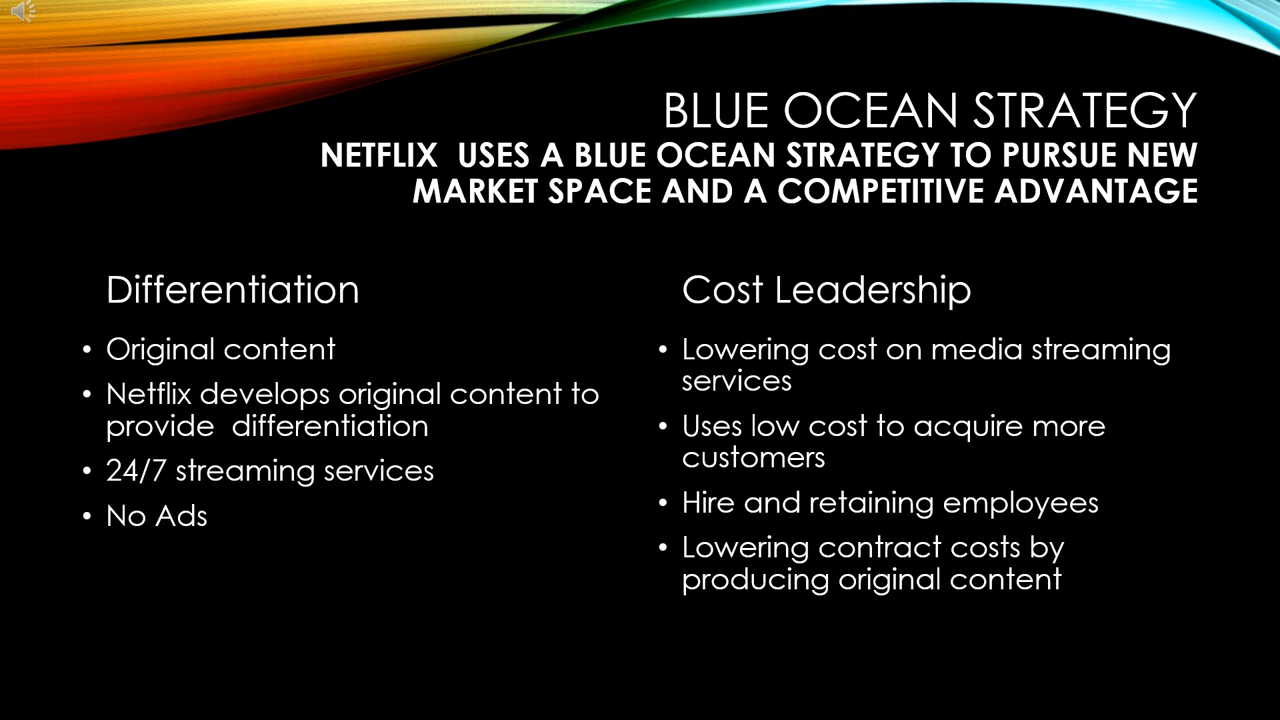 BLUE OCEAN STRATEGY
NETFLIX  USES A BLUE OCEAN STRATEGY TO PURSUE NEW
MARKET SPACE AND A COMPETITIVE ADVANTAGE
Differentiation
• Original content
• Netflix develops original content to
provide  differentiation
• 24/7 streaming services
• No Ads
Cost Leadership
• Lowering cost on media streaming
services
• Uses low cost to acquire more
customers
• Hire and retaining employees
• Lowering contract costs by
producing original content